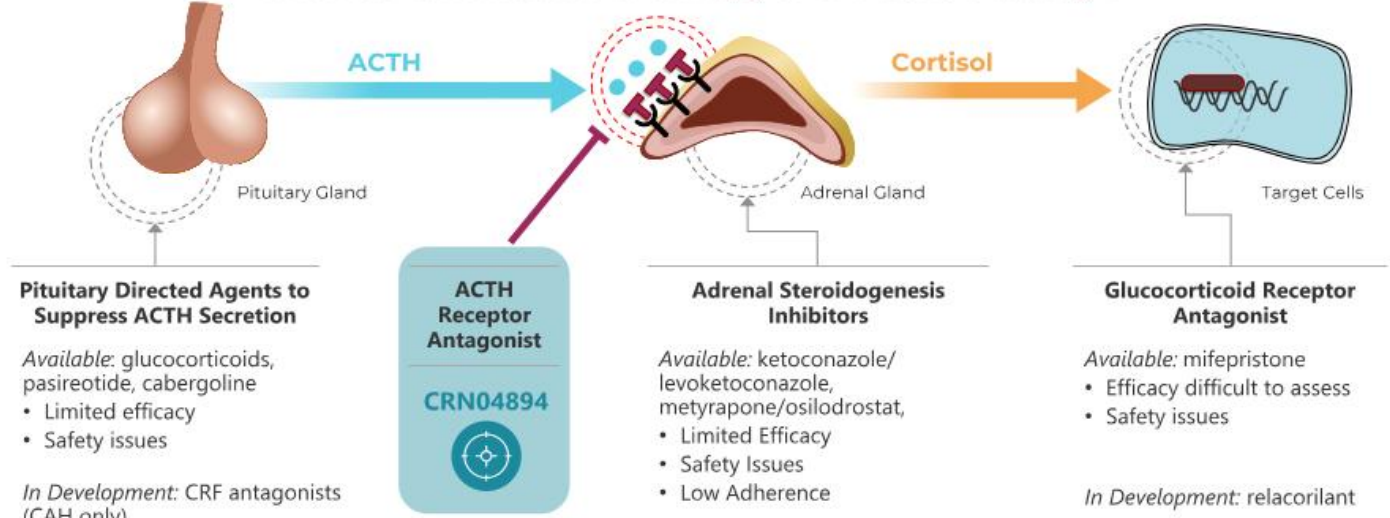 ACTH
Cortisol
Pituitary Gland
Adrenal Gland
Target Cells
Pituitary Directed Agents to
Suppress ACTH Secretion
Available: glucocorticoids,
pasireotide, cabergoline
• Limited efficacy
• Safety issues
In Development: CRF antagonists
(CAH only)
ACTH
Receptor
Antagonist
CRN04894
Adrenal Steroidogenesis
Inhibitors
Available: ketoconazole/
levoketoconazole,
metyrapone/osilodrostat,
• Limited Efficacy
• Safety Issues
• Low Adherence
Glucocorticoid Receptor
Antagonist
Available: mifepristone
• Efficacy difficult to assess
• Safety issues
In Development: relacorilant